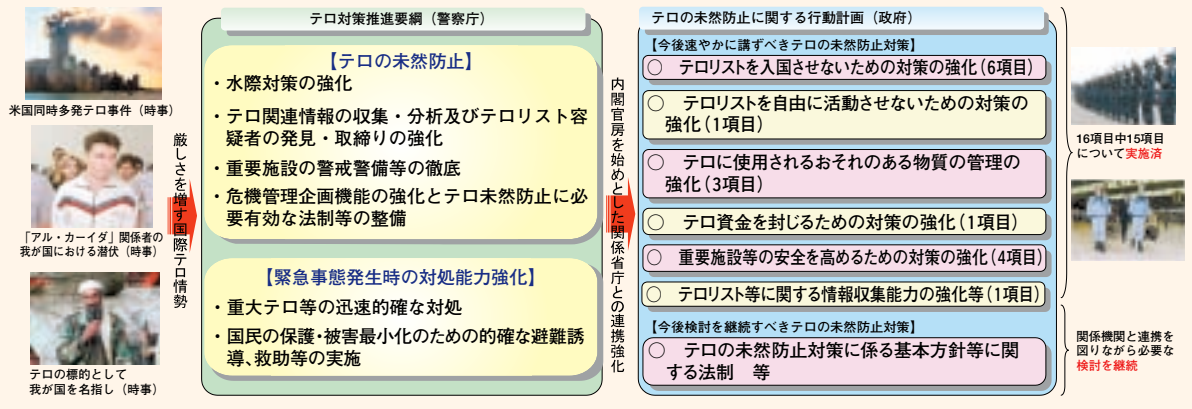 米国同時多発テロ事件（時事）
「アル・カーイダ」関係者の
我が国における潜伏（時事）
テロの標的として
我が国を名指し（時事）
厳しさを増す国際テロ情勢
テロ対策推進要綱（警察庁）
【テロの未然防止】
・水際対策の強化
・テロ関連情報の収集・分析及びテロリスト容
疑者の発見・取締りの強化
・重要施設の警戒警備等の徹底
・危機管理企画機能の強化とテロ未然防止に必
要有効な法制等の整備
【緊急事態発生時の対処能力強化】
・重大テロ等の迅速的確な対処
・国民の保護・被害最小化のための的確な避難誘
導、救助等の実施
内閣官房を始めとした関係省庁との連携強化
テロの未然防止に関する行動計画（政府）
【今後速やかに講ずべきテロの未然防止対策】
○　テロリストを入国させないための対策の強化（6項目）
○　テロリストを自由に活動させないための対策の
強化（1項目）
○　テロに使用されるおそれのある物質の管理の
強化（3項目）
○　テロ資金を封じるための対策の強化（1項目）
○　重要施設等の安全を高めるための対策の強化（4項目）
○　テロリスト等に関する情報収集能力の強化等（1項目）
【今後検討を継続すべきテロの未然防止対策】
○　テロの未然防止対策に係る基本方針等に関
する法制　等
16項目中15項目
について実施済
関係機関と連携を
図りながら必要な
検討を継続